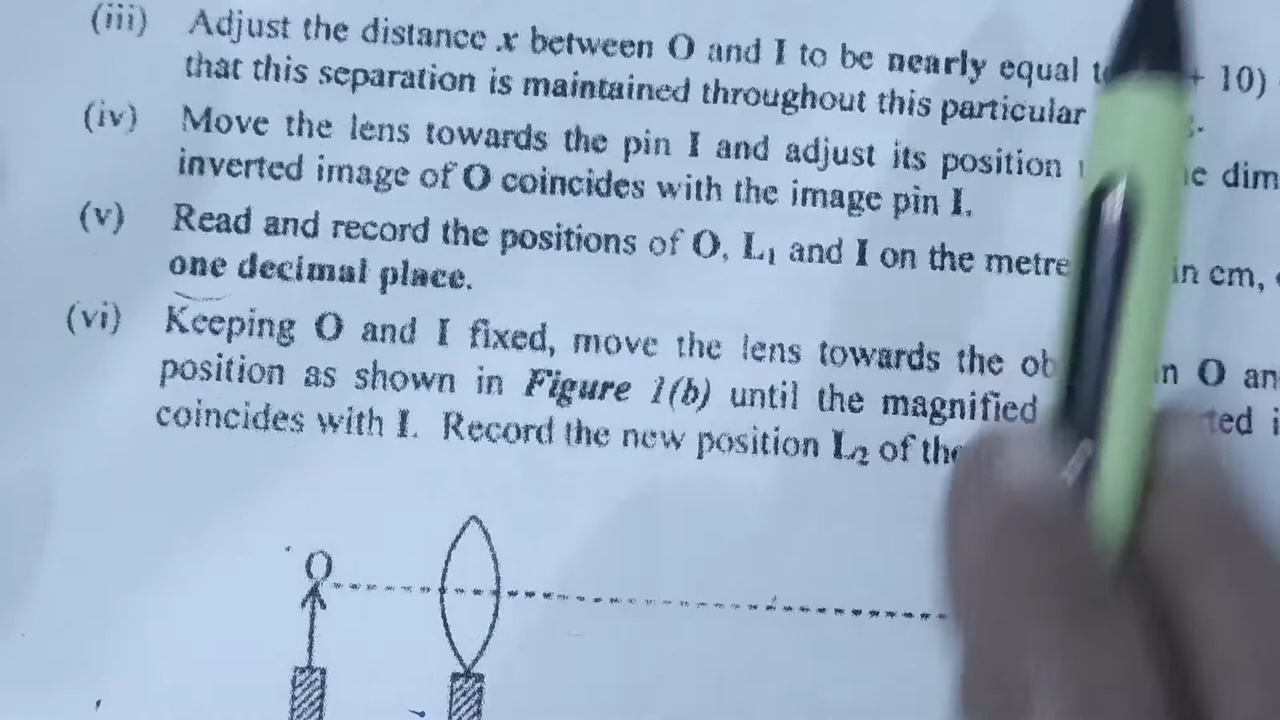 (iii) Adjust the distance x between O and I to be nearly equal + 10)
that this separation is maintained throughout this particular
(iv) Move the lens towards the pin I and adjust its position dim
inverted image of O coincides with the image pin I.
(v) Read and record the positions of O, L₁ and I on the metre in cm,
one decimal place.
(vi) Keeping O and I fixed, move the lens towards the O an
position as shown in Figure 1(b) until the magnified
coincides with I. Record the new position L₂ of the
O